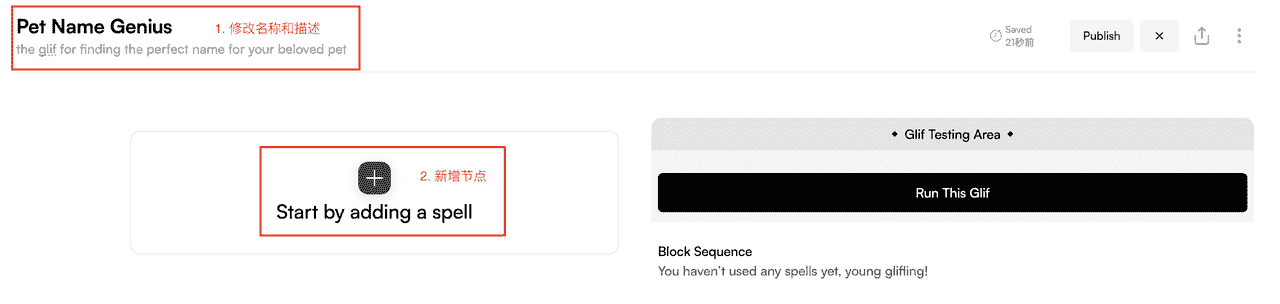 Pet Name Genius
1. 修改名称和描述
the glif for finding the perfect name for your beloved pet
Saved
21秒前
Publish
2. 新增节点
Start by adding a spell
Glif Testing Area
Run This Glif
Block Sequence
You haven't used any spells yet, young glifling!